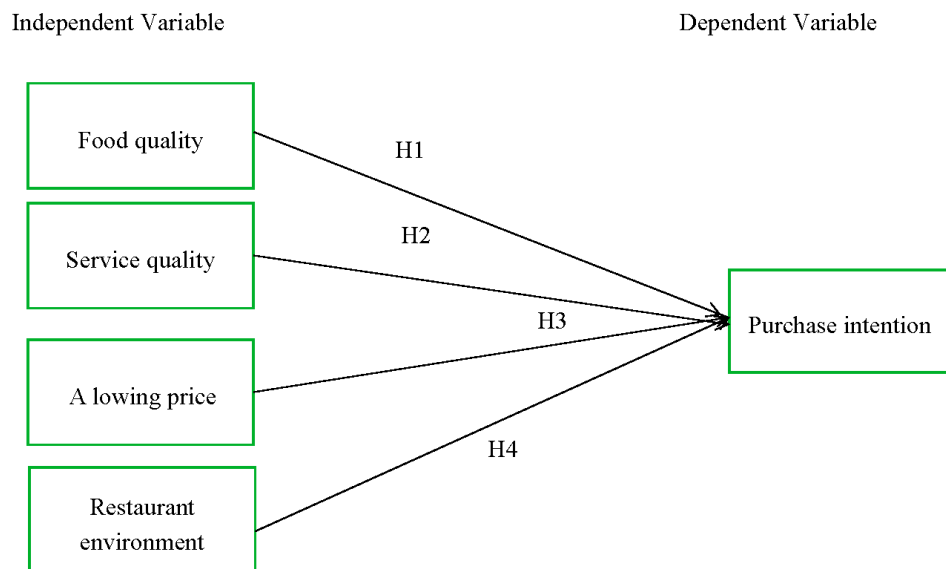 Independent Variable
Dependent Variable
Food quality
H1
H2
Service quality
Purchase intention
H3
A lowing price
H4
Restaurant
environment